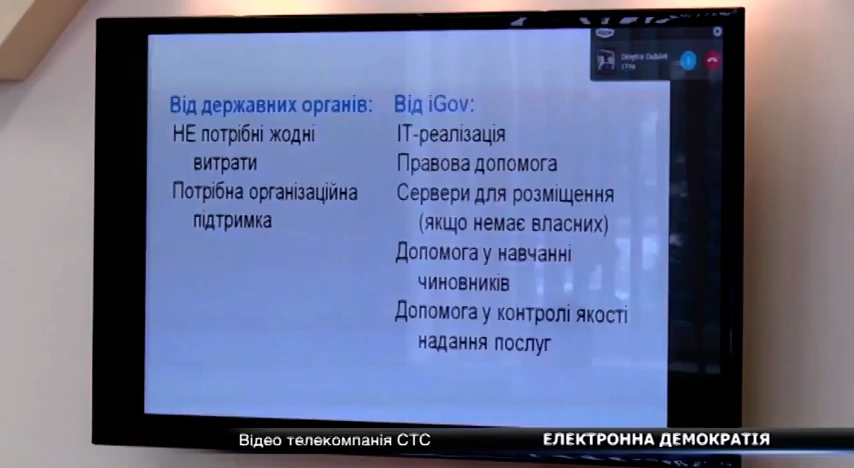 Від державних органів:
НЕ потрібні жодні
витрати
Потрібна організаційна
підтримка
Від iGov:
ІТ-реалізація
Правова допомога
Сервери для розміщення
(якщо немає власних)
Допомога у навчанні
чиновників
Допомога у контролі якості
надання послуг
Відео телекомпанія СТС
ЕЛЕКТРОННА ДЕМОКРАТІЯ